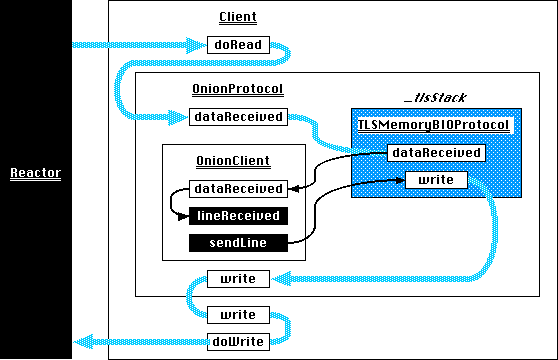 Client
doRead
OnionProtocol
_tlsStack
dataReceived
TLSMemoryBIOProtocol
OnionClient
dataReceived
Reactor
dataReceived
write
lineReceived
sendLine
write
write
doWrite